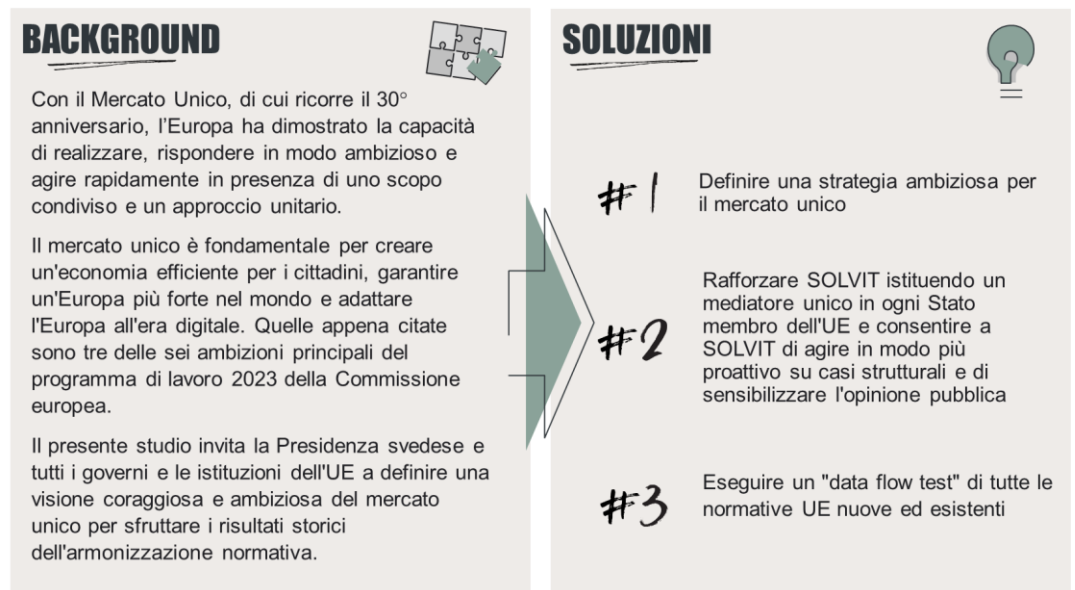 BACKGROUND
Con il Mercato Unico, di cui ricorre il 30°
anniversario, l'Europa ha dimostrato la capacità
di realizzare, rispondere in modo ambizioso e
agire rapidamente in presenza di uno scopo
condiviso e un approccio unitario.
Il mercato unico è fondamentale per creare
un'economia efficiente per i cittadini, garantire
un'Europa più forte nel mondo e adattare
l'Europa all'era digitale. Quelle appena citate
sono tre delle sei ambizioni principali del
programma di lavoro 2023 della Commissione
europea.
Il presente studio invita la Presidenza svedese e
tutti i governi e le istituzioni dell'UE a definire una
visione coraggiosa e ambiziosa del mercato
unico per sfruttare i risultati storici
dell'armonizzazione normativa.
SOLUZIONI
#1
Definire una strategia ambiziosa per
il mercato unico
#2
Rafforzare SOLVIT istituendo un
mediatore unico in ogni Stato
membro dell'UE e consentire a
SOLVIT di agire in modo più
proattivo su casi strutturali e di
sensibilizzare l'opinione pubblica
#3
Eseguire un "data flow test" di tutte le
normative UE nuove ed esistenti